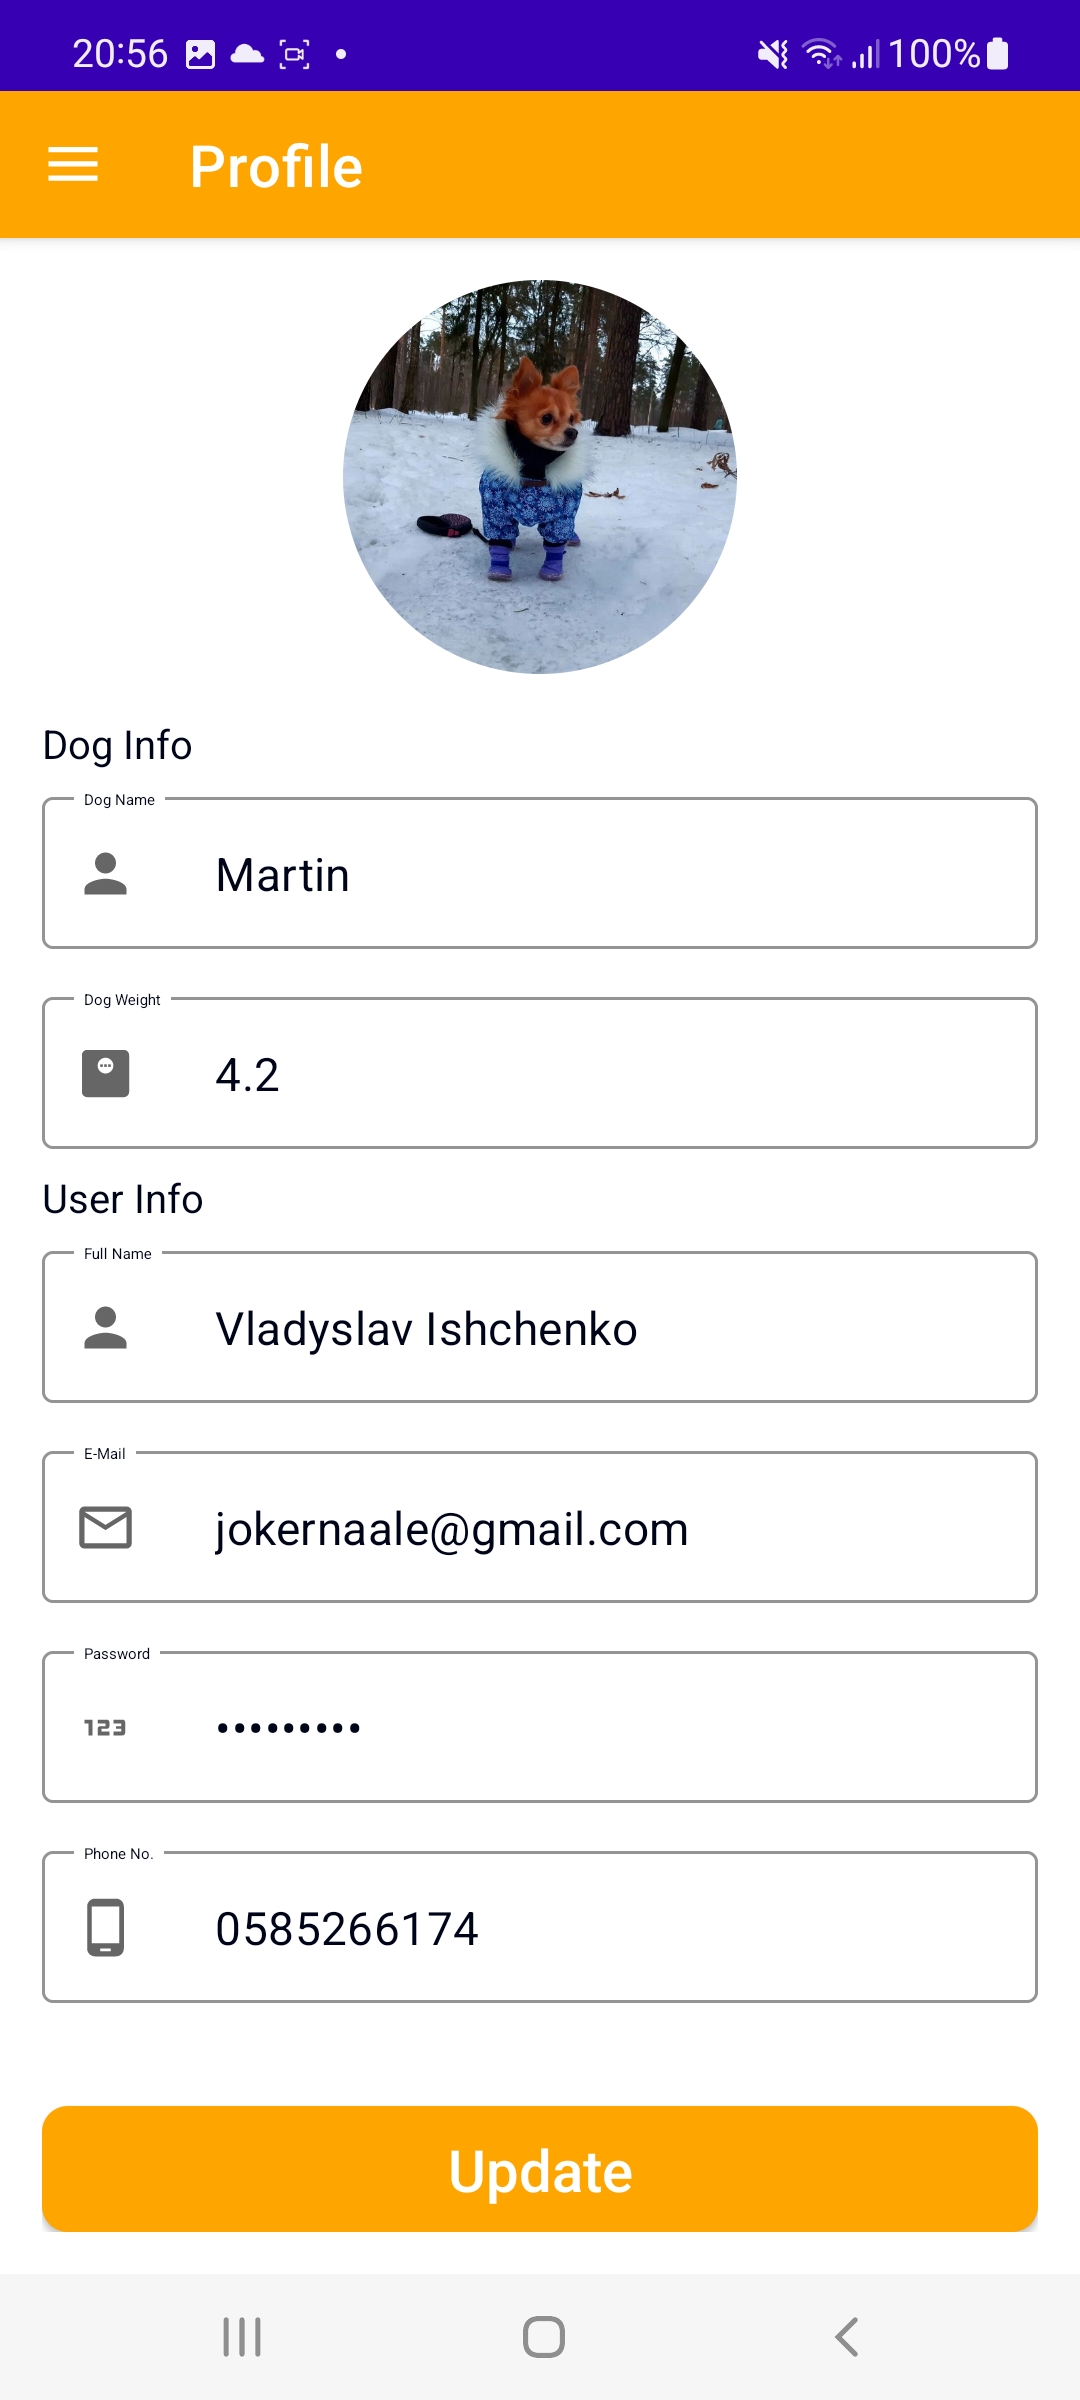 20:56 100%
Profile
Dog Info
Dog Name
Martin
Dog Weight
4.2
User Info
Full Name
Vladyslav Ishchenko
E-Mail
jokernaale@gmail.com
Password
123 •••••••••
Phone No.
0585266174
Update